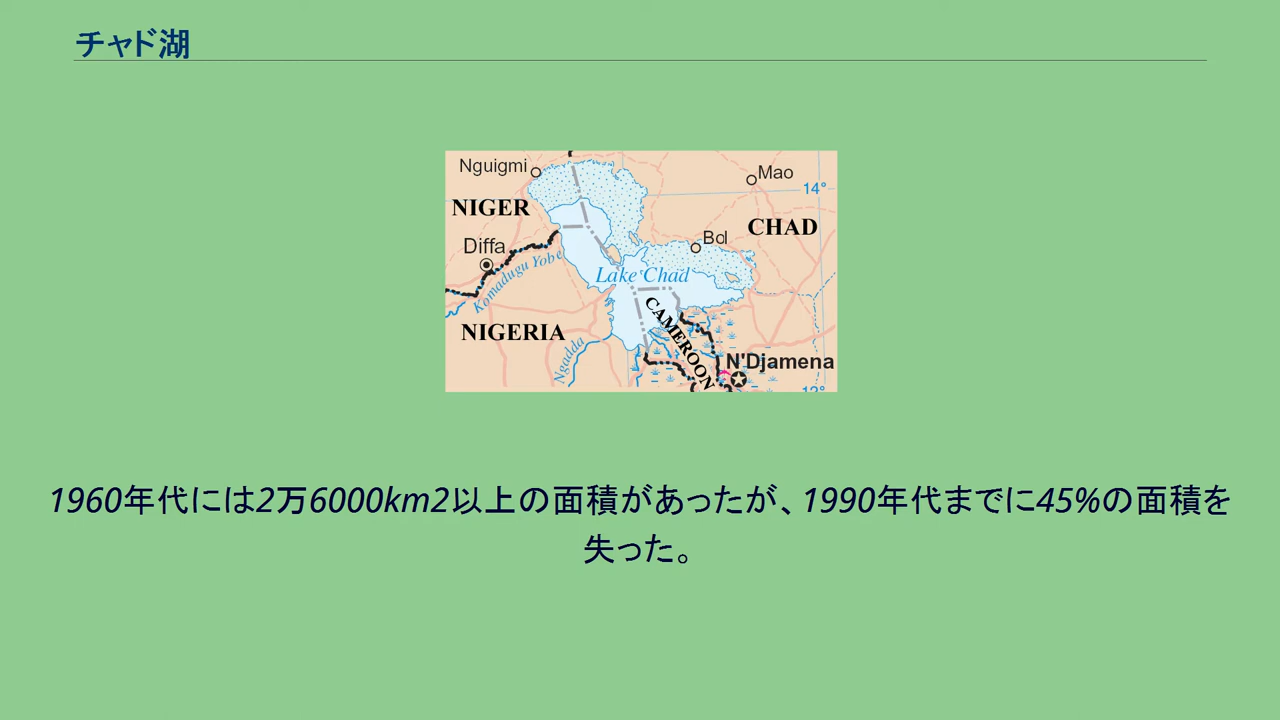 チャド湖
Nguigmi
Mao
14°
NIGER
CHAD
Bol
Diffa
Komadugu Yobe
Lake Chad
CAMEROON
NIGERIA
Ngadda
N'Djamena
1960年代には2万6000km2以上の面積があったが、1990年代までに45%の面積を
失った。